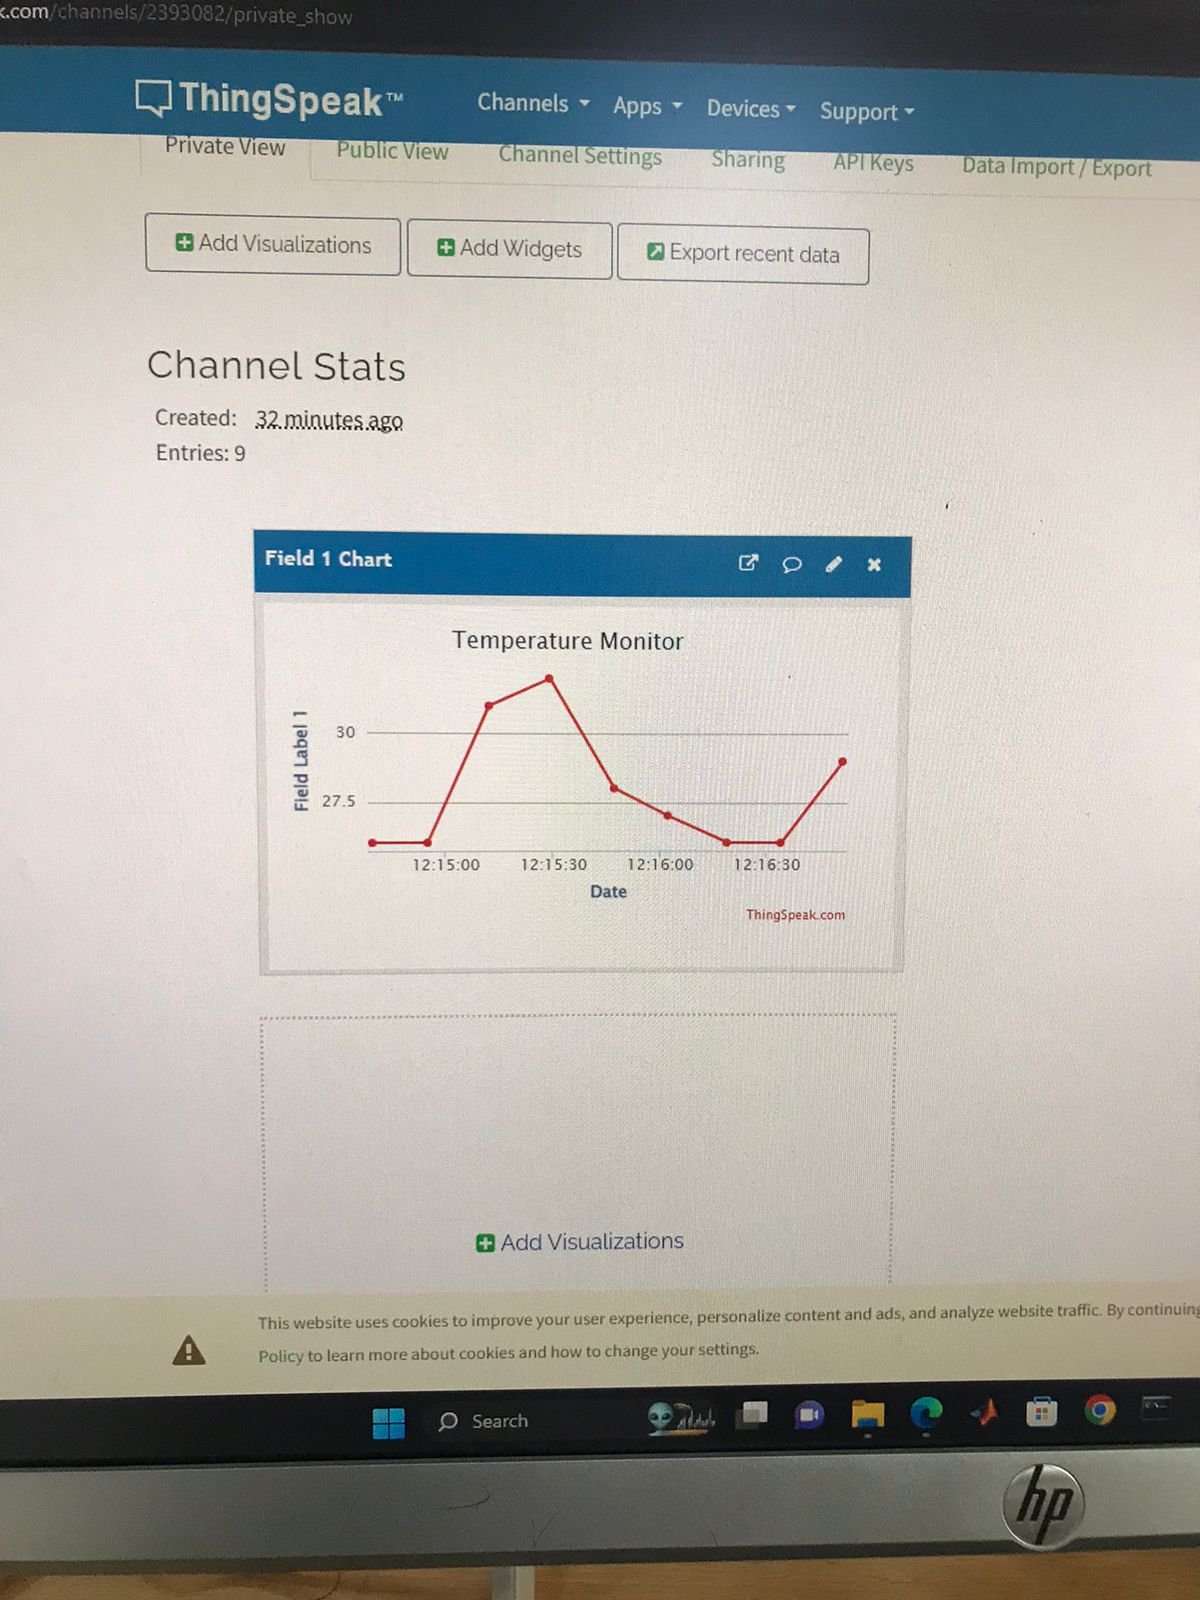 k.com/channels/2393082/private_show
ThingSpeak™ Channels Apps Devices Support
Private View Public View Channel Settings Sharing API Keys Data Import / Export
Add Visualizations Add Widgets Export recent data
Channel Stats
Created: 32 minutes ago
Entries: 9
Field 1 Chart
Temperature Monitor
Field Label 1
30
27.5
12:15:00 12:15:30 12:16:00 12:16:30
Date
ThingSpeak.com
Add Visualizations
This website uses cookies to improve your user experience, personalize content and ads, and analyze website traffic. By continuing
Policy to learn more about cookies and how to change your settings.
Search
hp